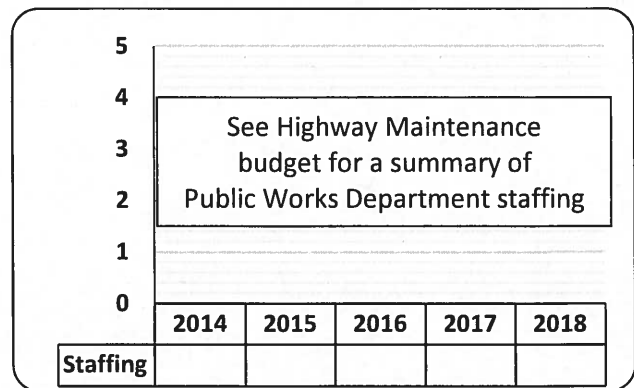 5
4
3
2
1
0
See Highway Maintenance
budget for a summary of
Public Works Department staffing
2014 2015 2016 2017 2018
Staffing